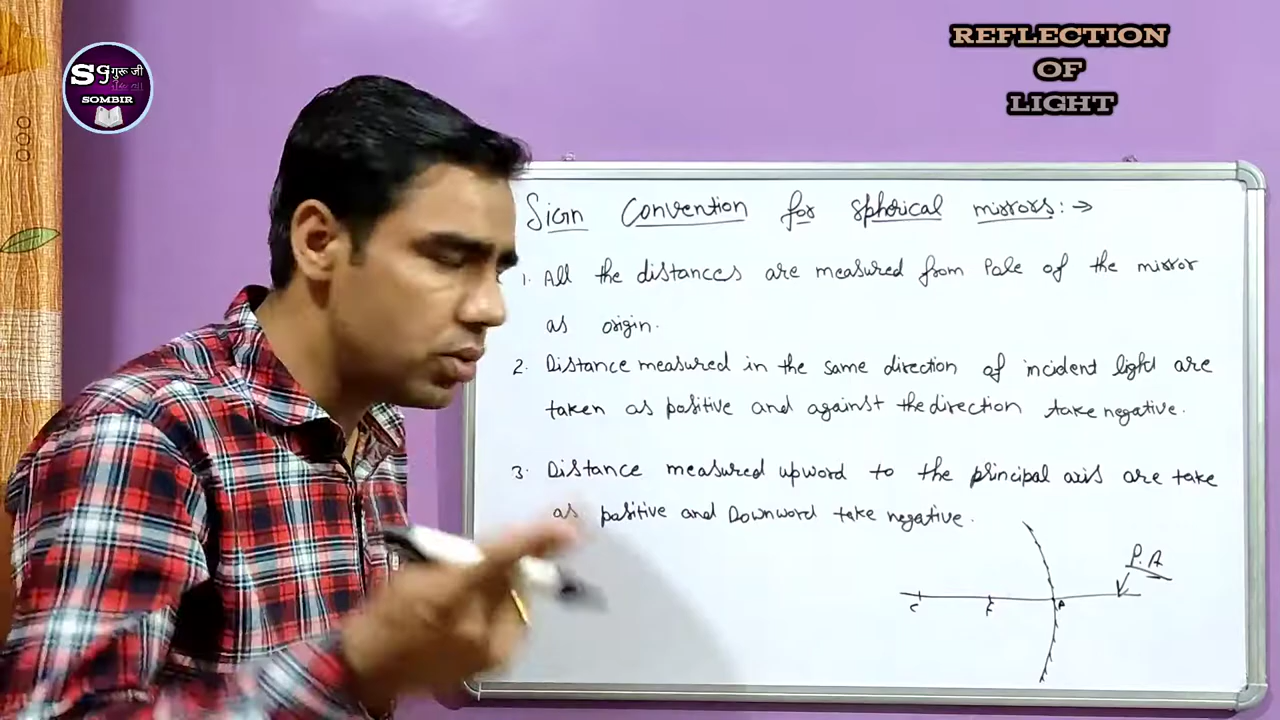 SG गुरू जी
SOMBIR
REFLECTION
OF
LIGHT
Sign Convention for spherical mirrors:→
1. All the distances are measured from Pole of the mirror
as origin.
2. Distance measured in the same direction of incident light are
taken as positive and against the direction take negative.
3. Distance measured upword to the principal axis are take
as positive and Downword take negative.
P.A
C F P